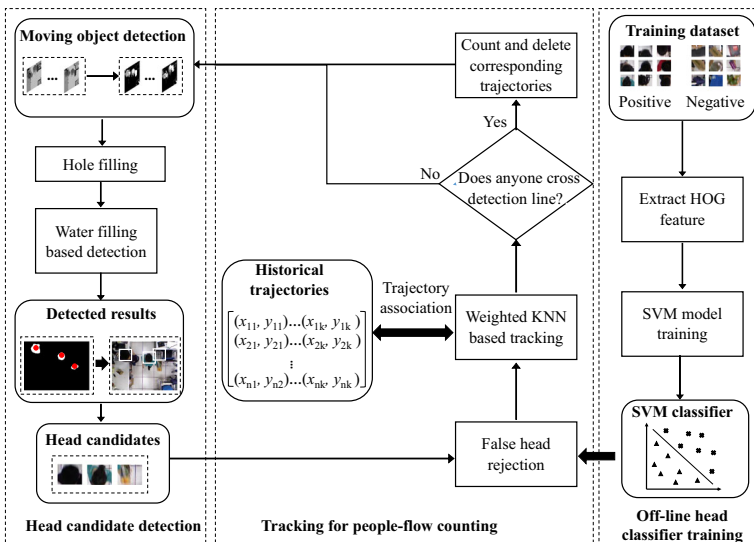 Moving object detection
... ...
Hole filling
Water filling
based detection
Detected results
Head candidates
Head candidate detection
Count and delete
corresponding
trajectories
Yes
No
Does anyone cross
detection line?
Historical
trajectories
(x11, y11)...(x1k, y1k)
(x21, y21)...(x2k, y2k)
⋮
(xn1, yn2)...(xnk, ynk)
Trajectory
association
Weighted KNN
based tracking
False head
rejection
Tracking for people-flow counting
Training dataset
Positive Negative
Extract HOG
feature
SVM model
training
SVM classifier
Off-line head
classifier training